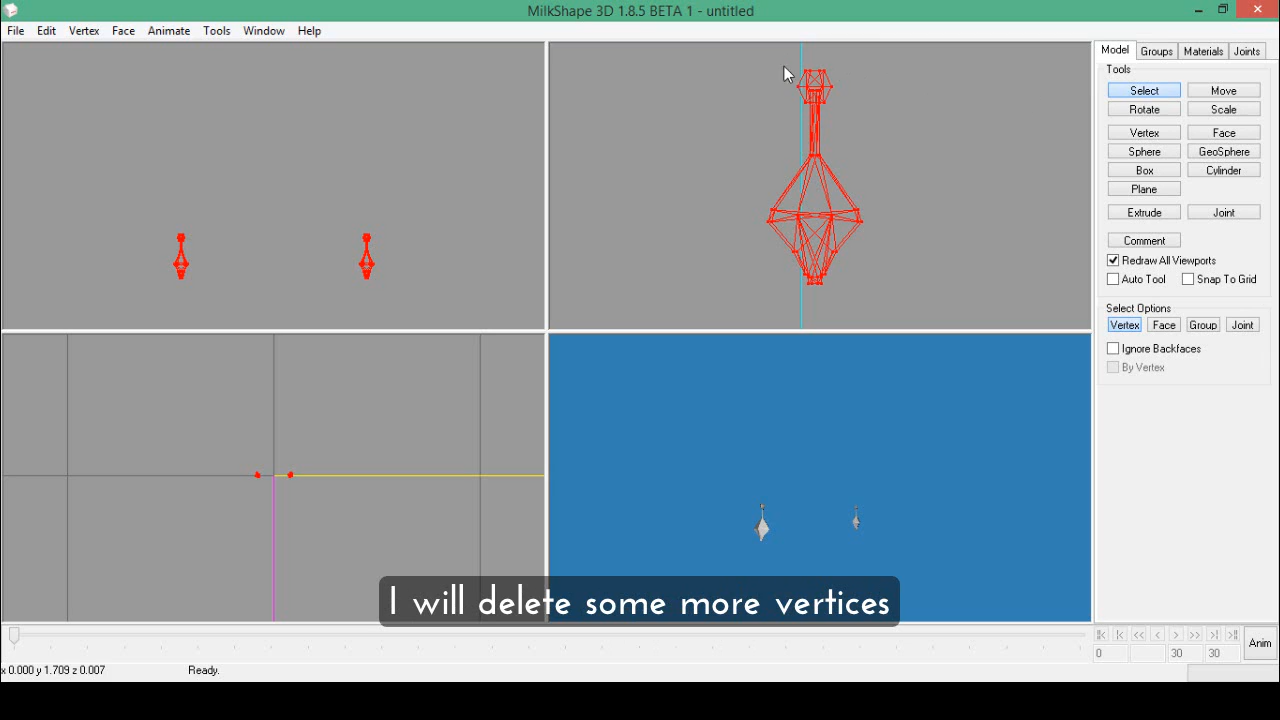 MilkShape 3D 1.8.5 BETA 1 - untitled
File Edit Vertex Face Animate Tools Window Help
Model Groups Materials Joints
Tools
Select Move
Rotate Scale
Vertex Face
Sphere GeoSphere
Box Cylinder
Plane
Extrude Joint
Comment
Redraw All Viewports
Auto Tool Snap To Grid
Select Options
Vertex Face Group Joint
Ignore Backfaces
By Vertex
I will delete some more vertices
0 30 30 Anim
x 0.000 y 1.709 z 0.007 Ready.